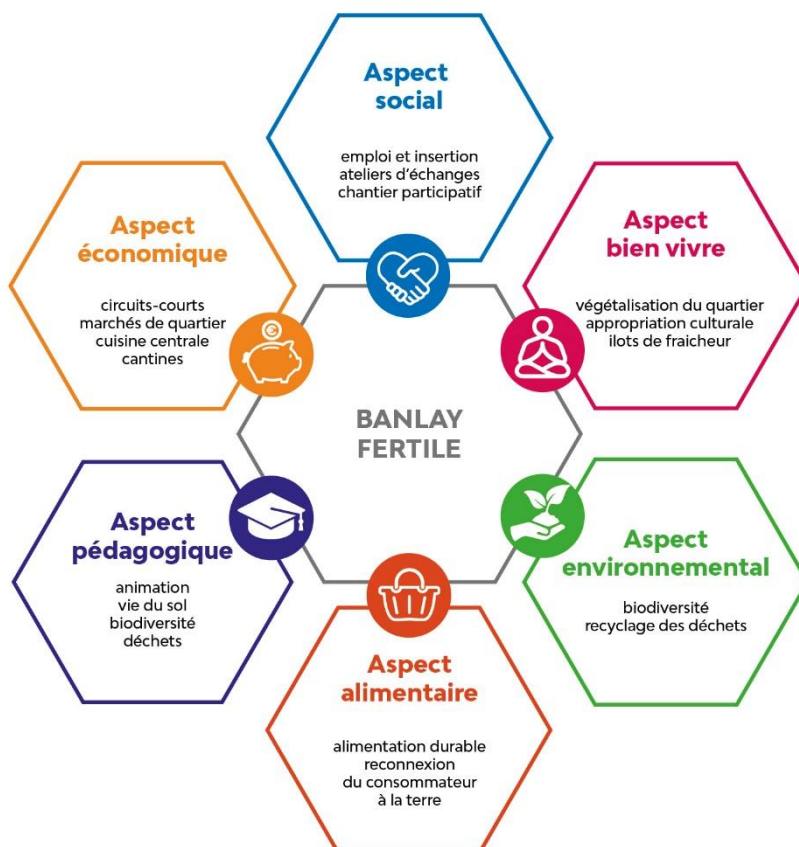 Aspect
social
emploi et insertion
ateliers d'échanges
chantier participatif
Aspect
bien vivre
végétalisation du quartier
appropriation culturale
ilots de fraicheur
Aspect
environnemental
biodiversité
recyclage des déchets
Aspect
alimentaire
alimentation durable
reconnexion
du consommateur
à la terre
Aspect
pédagogique
animation
vie du sol
biodiversité
déchets
Aspect
économique
circuits-courts
marchés de quartier
cuisine centrale
cantines
€
BANLAY
FERTILE